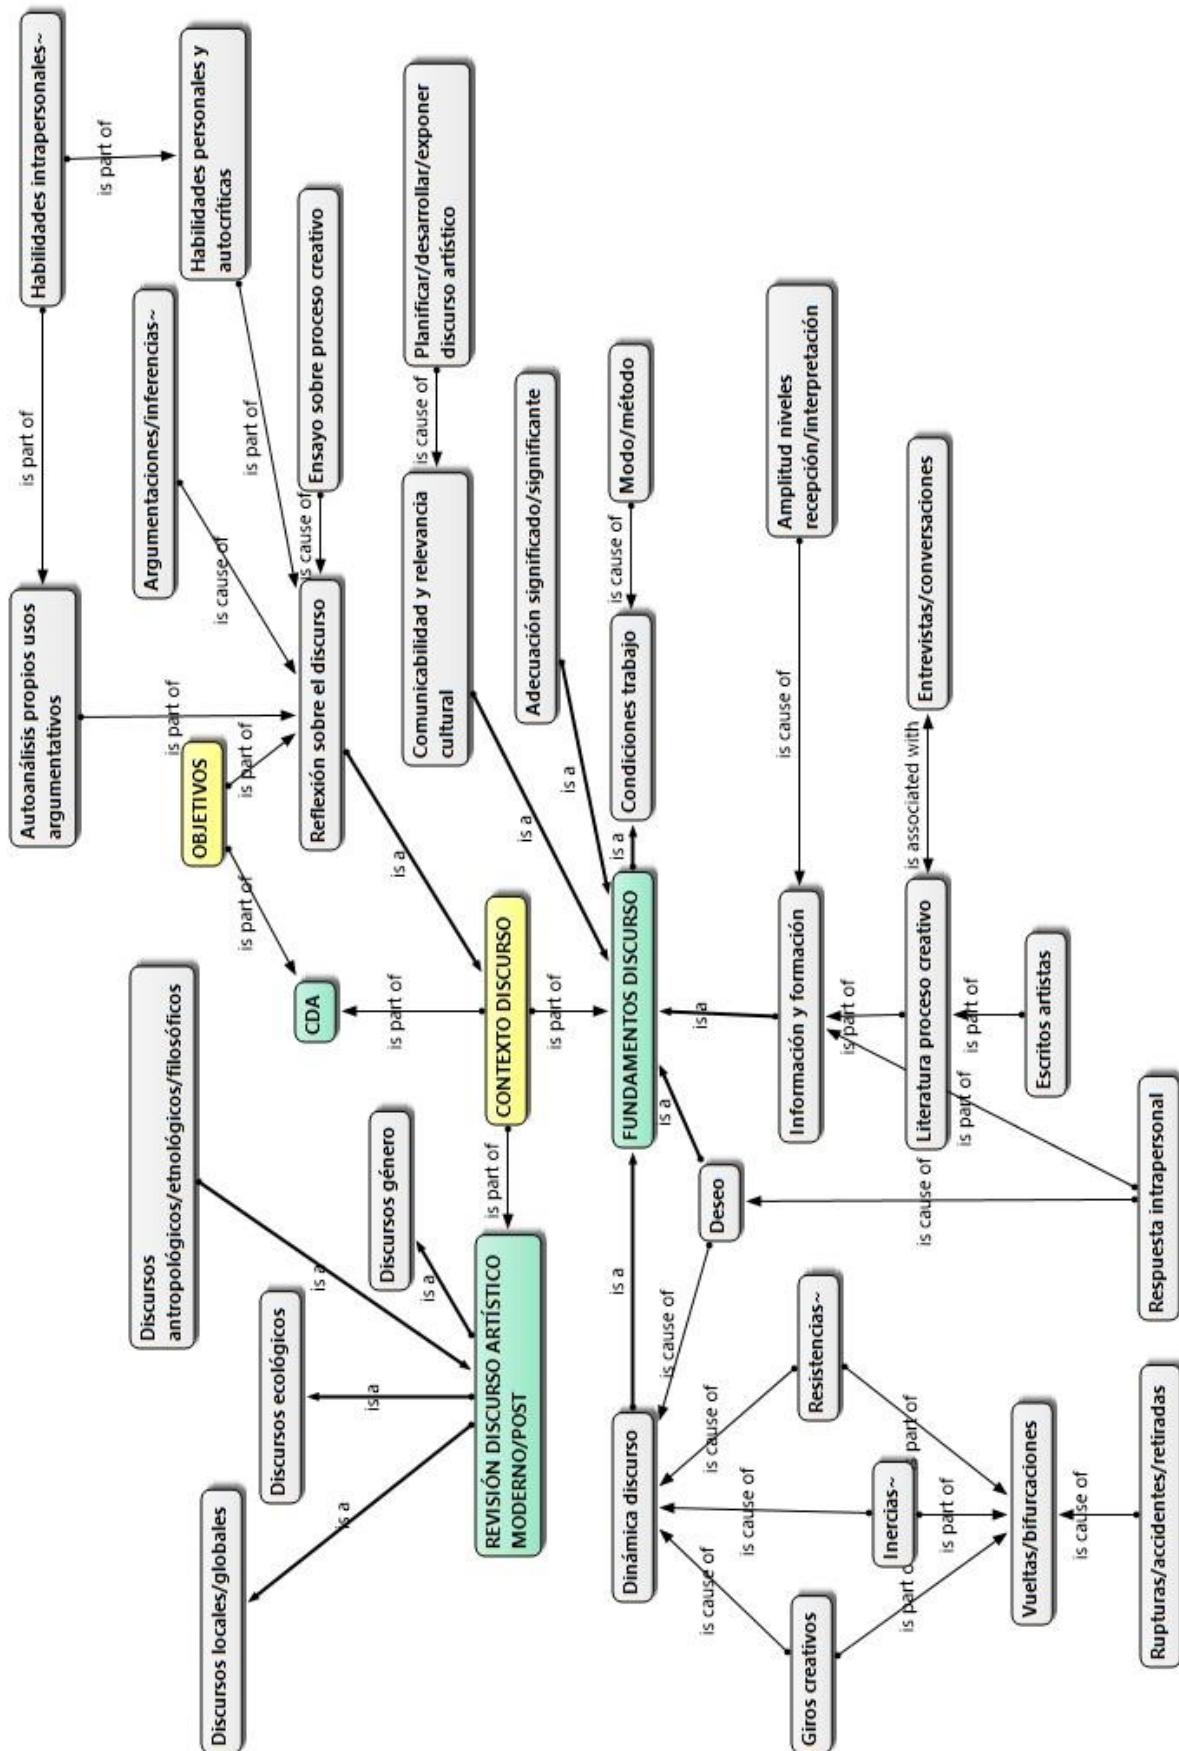 Autoanálisis propios usos
argumentativos
is part of
Habilidades intrapersonales~
is part of
Discursos
antropológicos/etnológicos/filosóficos
Argumentaciones/inferencias~
is part of
Habilidades personales y
autocríticas
OBJETIVOS
Discursos locales/globales
is part of
is part of
is cause of
is part of
Discursos ecológicos
CDA
Reflexión sobre el discurso
is cause of
Ensayo sobre proceso creativo
is a
is a
is a
Discursos género
is part of
is a
is a
Comunicabilidad y relevancia
cultural
is cause of
Planificar/desarrollar/exponer
discurso artístico
REVISIÓN DISCURSO ARTÍSTICO
MODERNO/POST
is part of
CONTEXTO DISCURSO
is part of
is a
Adecuación significado/significante
is a
Dinámica discurso
is a
FUNDAMENTOS DISCURSO
is a
Condiciones trabajo
is cause of
Modo/método
is cause of
is a
is a
Deseo
is cause of
is cause of
is cause of
Giros creativos
Resistencias~
Información y formación
is cause of
Amplitud niveles
recepción/interpretación
is part of
Inercias~
is part of
is part of
is cause of
is part of
Literatura proceso creativo
is associated with
Entrevistas/conversaciones
is part of
is part of
is part of
Vueltas/bifurcaciones
Escritos artistas
is cause of
Rupturas/accidentes/retiradas
Respuesta intrapersonal